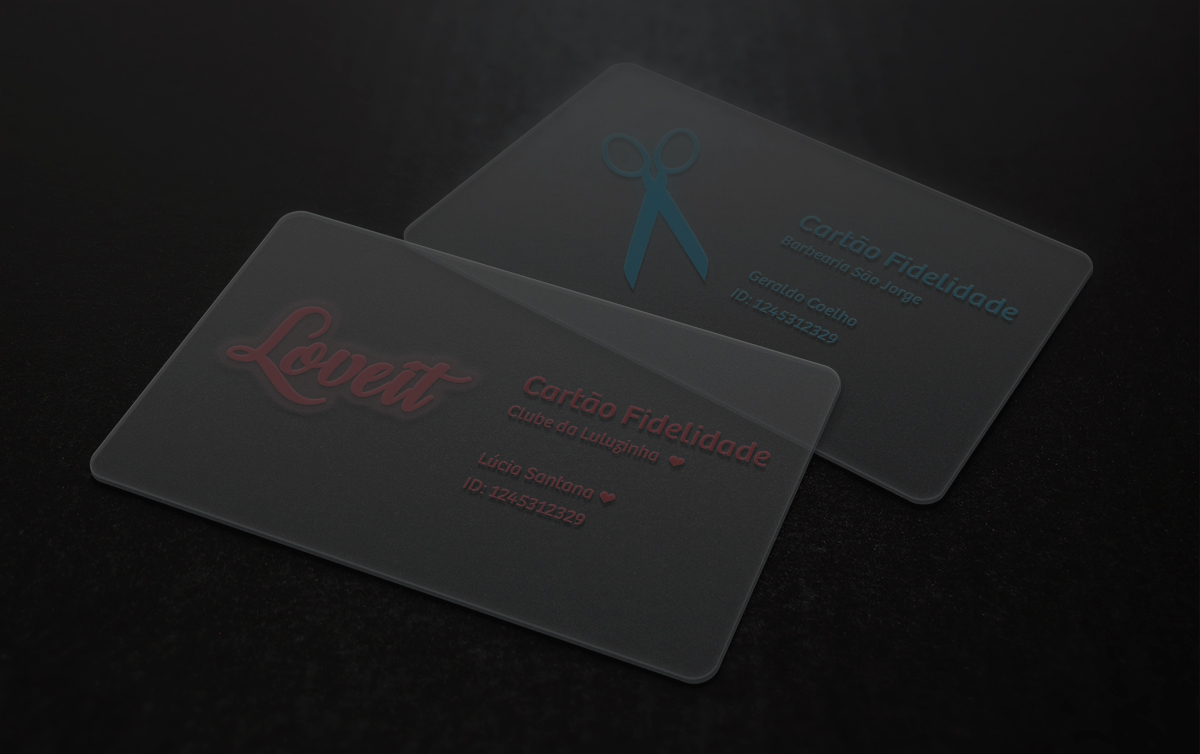 Cartão Fidelidade
Barbearia São Jorge
Geraldo Coelho
ID: 1245312329
Loveit
Cartão Fidelidade
Clube da Luluzinha ❤
Lúcia Santana ❤
ID: 1245312329